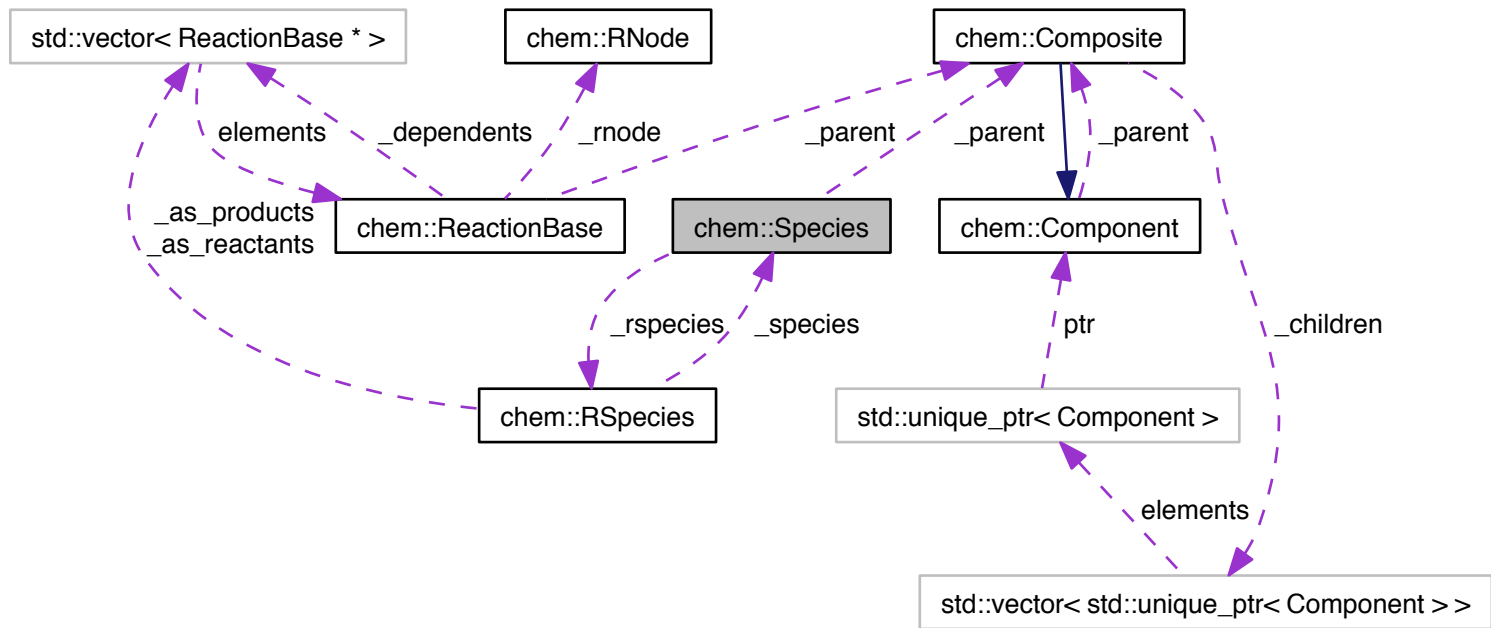 std::vector< ReactionBase * >
chem::RNode
chem::Composite
elements
_dependents
_rnode
_parent
_parent
_parent
_as_products
_as_reactants
chem::ReactionBase
chem::Species
chem::Component
_rspecies
_species
ptr
_children
chem::RSpecies
std::unique_ptr< Component >
elements
std::vector< std::unique_ptr< Component > >